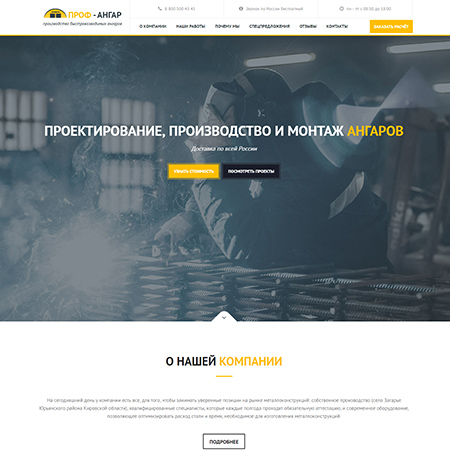 ПРОФ - АНГАР
производство быстровозводимых ангаров
8 800 500 45 45
Звонок по России бесплатный
пн - пт с 08:50 до 18:00
О КОМПАНИИ НАШИ РАБОТЫ ПОЧЕМУ МЫ СПЕЦПРЕДЛОЖЕНИЯ ОТЗЫВЫ КОНТАКТЫ
ЗАКАЗАТЬ РАСЧЁТ
ПРОЕКТИРОВАНИЕ, ПРОИЗВОДСТВО И МОНТАЖ АНГАРОВ
Доставка по всей России
УЗНАТЬ СТОИМОСТЬ ПОСМОТРЕТЬ ПРОЕКТЫ
О НАШЕЙ КОМПАНИИ
На сегодняшний день у компании есть все, для того, чтобы занимать уверенные позиции на рынке металлоконструкций: собственное производство (село Загарье
Юрьянского района Кировской области), квалифицированные специалисты, которые каждые полгода проходят обязательную аттестацию, и современное оборудование,
позволяющее оптимизировать расход стали и время, необходимое для изготовления металлоконструкций.
ПОДРОБНЕЕ